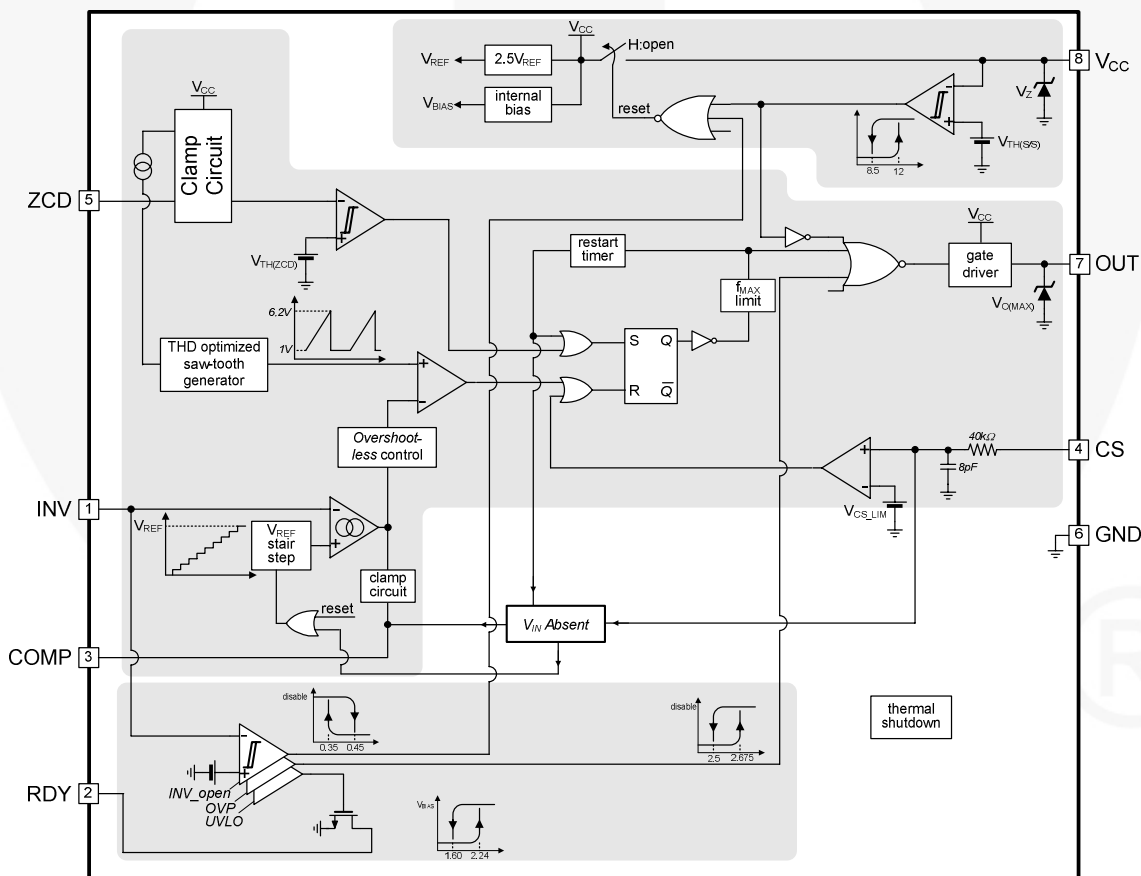 VCC
H:open
VREF
2.5VREF
8
VCC
VBIAS
internal
bias
reset
VZ
VTH(S/S)
8.5
12
VCC
Clamp
Circuit
ZCD
5
VTH(ZCD)
restart
timer
VCC
gate
driver
7
OUT
VO(MAX)
fMAX
limit
6.2V
1V
THD optimized
saw-tooth
generator
S
Q
R
Q
Overshoot-
less control
40kΩ
4
CS
8pF
VCS_LIM
INV
1
VREF
VREF
stair
step
6
GND
clamp
circuit
reset
VIN Absent
COMP
3
disable
0.35
0.45
disable
2.5
2.675
thermal
shutdown
RDY
2
INV_open
OVP
UVLO
VBIAS
1.60
2.24
- 
+
-
+
+
-
-
+
+
-
-
+
®